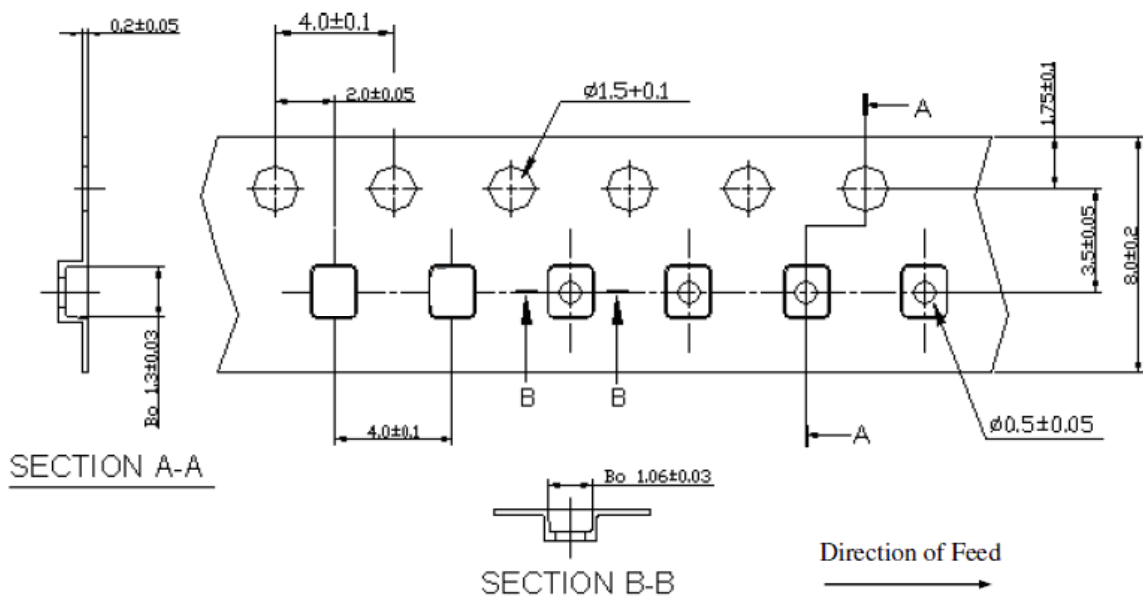 0.2±0.05
4.0±0.1
2.0±0.05
Ø1.5+0.1
A
1.75±0.1
3.5±0.05
8.0±0.2
Bo 1.3±0.03
B
B
4.0±0.1
A
Ø0.5±0.05
SECTION A-A
Bo 1.06±0.03
SECTION B-B
Direction of Feed